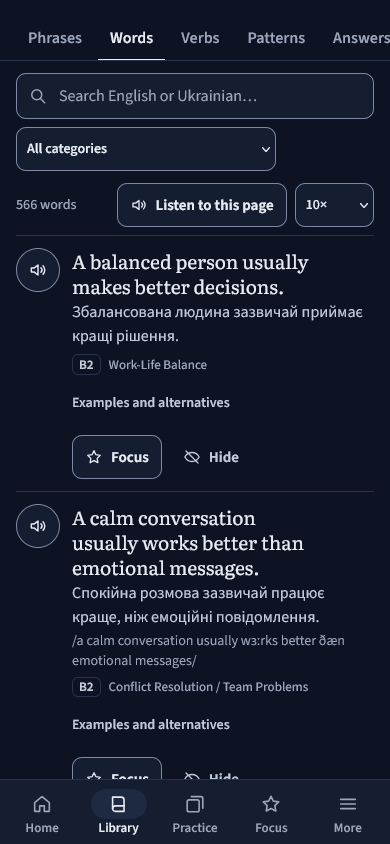 Phrases Words Verbs Patterns Answers
Search English or Ukrainian…
All categories
566 words Listen to this page 10×
A balanced person usually
makes better decisions.
Збалансована людина зазвичай приймає
кращі рішення.
B2 Work-Life Balance
Examples and alternatives
Focus Hide
A calm conversation
usually works better than
emotional messages.
Спокійна розмова зазвичай працює
краще, ніж емоційні повідомлення.
/a calm conversation usually wɜːrks better ðæn
emotional messages/
B2 Conflict Resolution / Team Problems
Examples and alternatives
Focus Hide
Home Library Practice Focus More